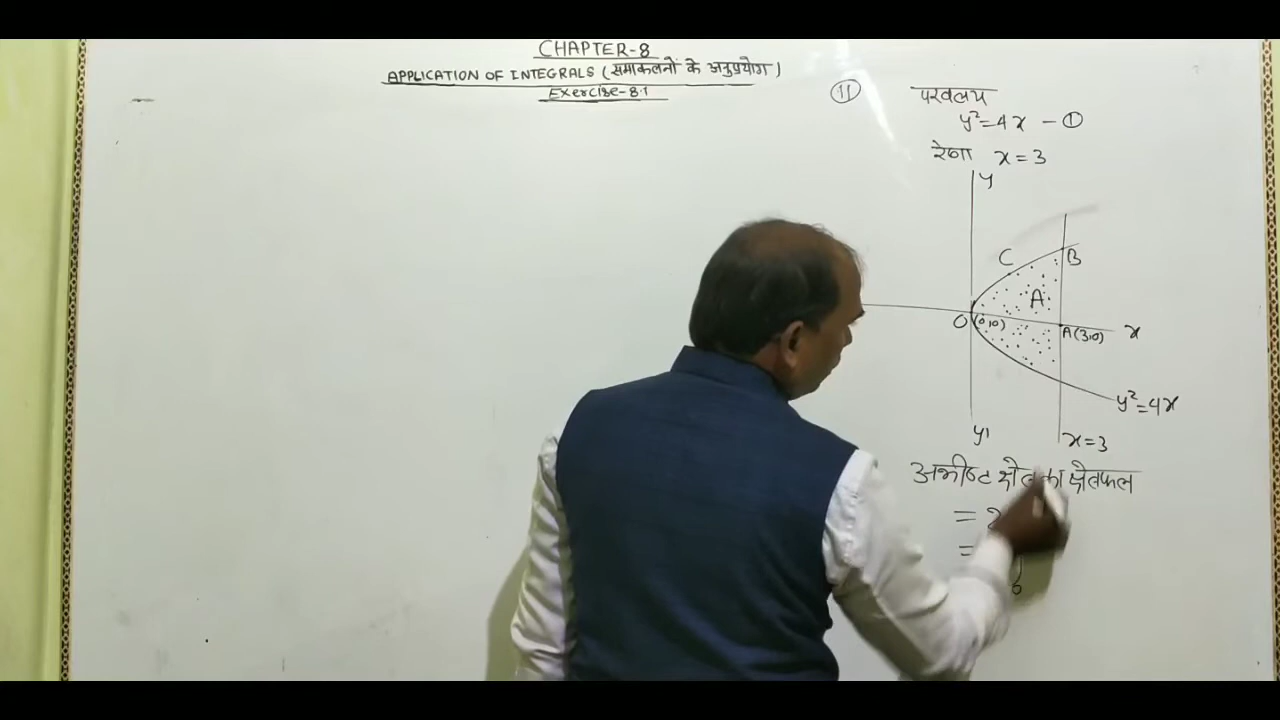 CHAPTER-8
APPLICATION OF INTEGRALS (समाकलनों के अनुप्रयोग)
Exercise-8.1
11
परवलय
y²=4x - ①
रेखा x=3
y
C
B
A
O (0,0)
A(3,0)
x
y²=4x
y'
x=3
अभीष्ट क्षेत्र का क्षेत्रफल
= 2
=